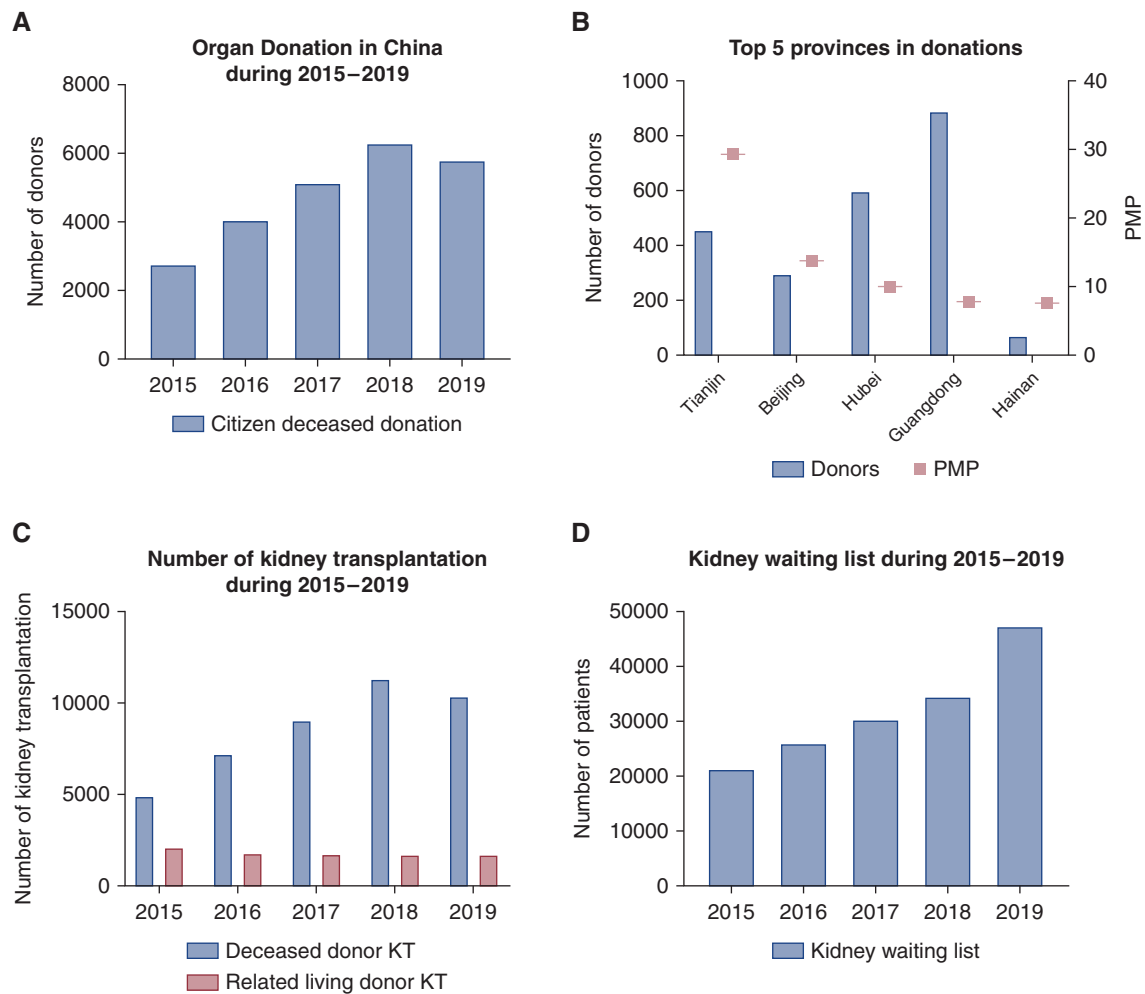 A
Organ Donation in China
during 2015–2019
Number of donors
8000
6000
4000
2000
0
2015 2016 2017 2018 2019
Citizen deceased donation
B
Top 5 provinces in donations
Number of donors
1000
800
600
400
200
0
40
30
20
10
0
PMP
Tianjin
Beijing
Hubei
Guangdong
Hainan
Donors PMP
C
Number of kidney transplantation
during 2015–2019
Number of kidney transplantation
15000
10000
5000
0
2015 2016 2017 2018 2019
Deceased donor KT
Related living donor KT
D
Kidney waiting list during 2015–2019
Number of patients
50000
40000
30000
20000
10000
0
2015 2016 2017 2018 2019
Kidney waiting list